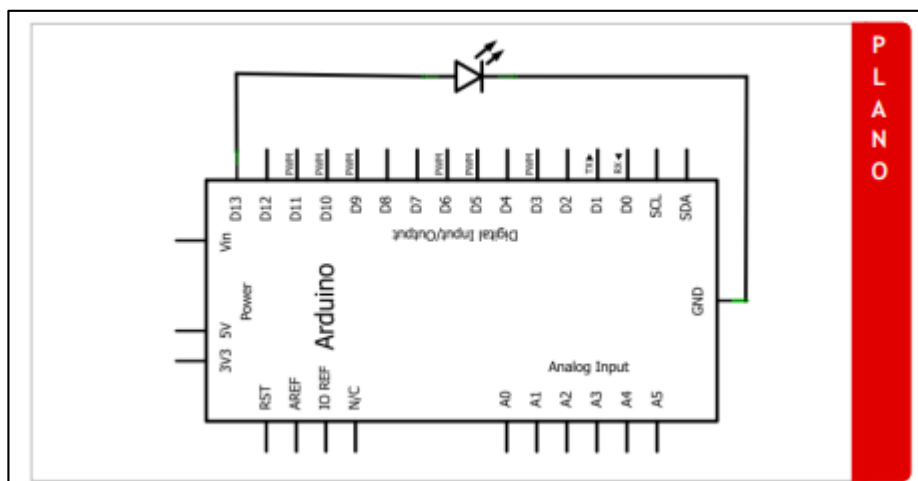 PLANO
PWM
PWM
PWM
PWM
PWM
PWM
TX▶
RX◀
D13
D12
D11
D10
D9
D8
D7
D6
D5
D4
D3
D2
D1
D0
SCL
SDA
Digital Input/Output
Vin
Power
5V
3V3
Arduino
GND
Analog Input
RST
AREF
IO REF
N/C
A0
A1
A2
A3
A4
A5